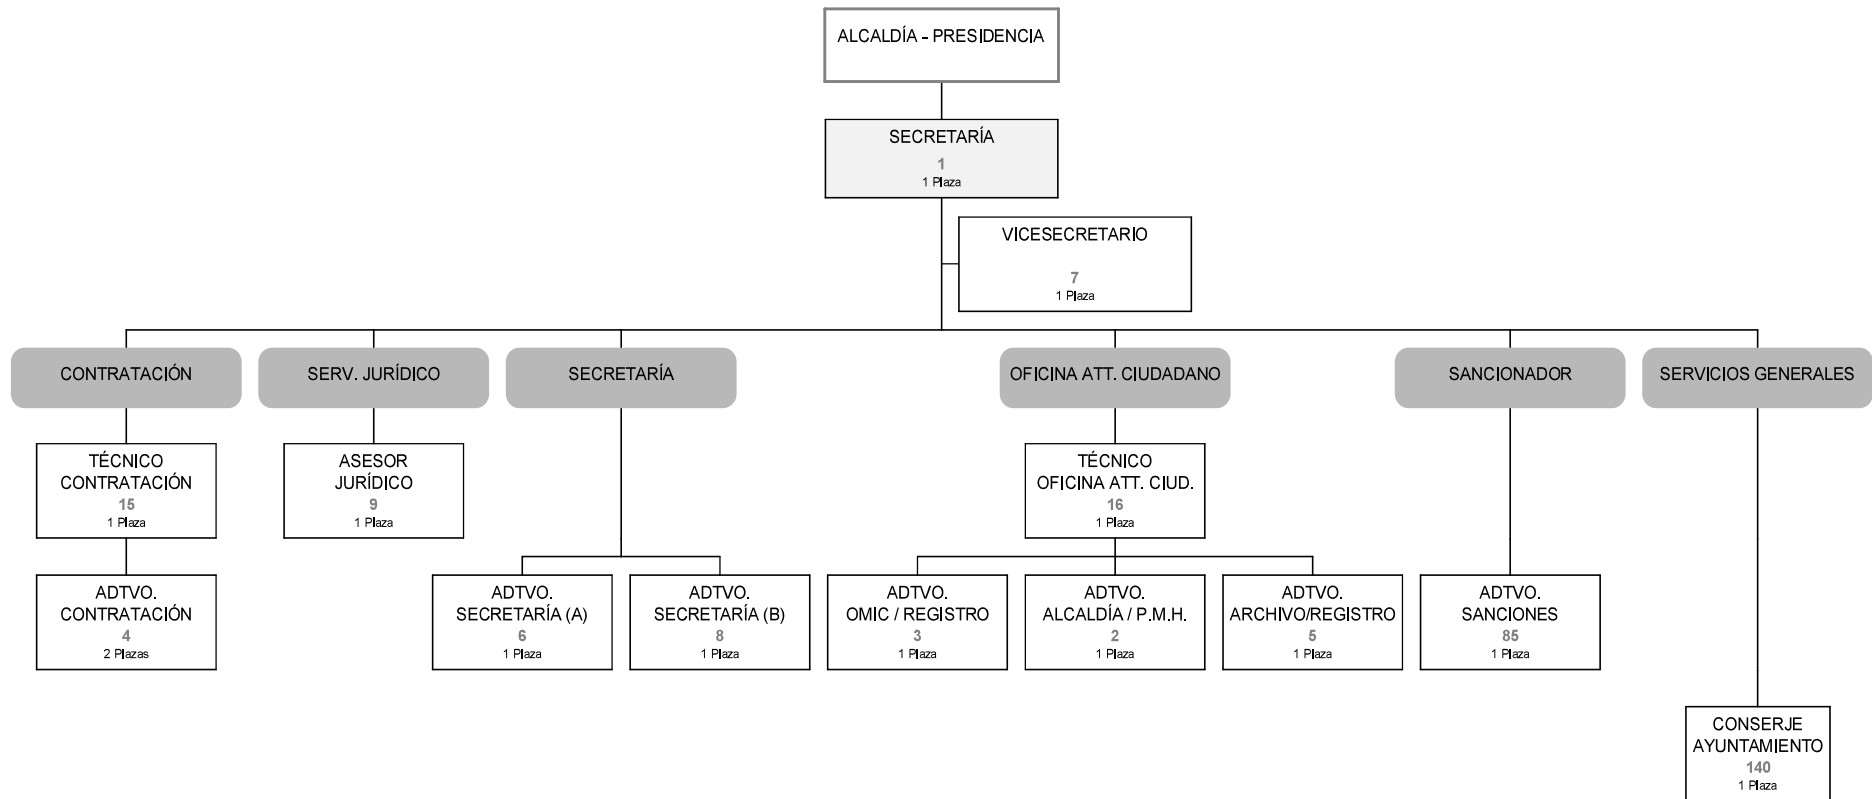 ALCALDÍA - PRESIDENCIA
SECRETARÍA
1
1 Plaza
VICESECRETARIO
7
1 Plaza
CONTRATACIÓN
SERV. JURÍDICO
SECRETARÍA
OFICINA ATT. CIUDADANO
SANCIONADOR
SERVICIOS GENERALES
TÉCNICO
CONTRATACIÓN
15
1 Plaza
ASESOR
JURÍDICO
9
1 Plaza
TÉCNICO
OFICINA ATT. CIUD.
16
1 Plaza
ADTVO.
CONTRATACIÓN
4
2 Plazas
ADTVO.
SECRETARÍA (A)
6
1 Plaza
ADTVO.
SECRETARÍA (B)
8
1 Plaza
ADTVO.
OMIC / REGISTRO
3
1 Plaza
ADTVO.
ALCALDÍA / P.M.H.
2
1 Plaza
ADTVO.
ARCHIVO/REGISTRO
5
1 Plaza
ADTVO.
SANCIONES
85
1 Plaza
CONSERJE
AYUNTAMIENTO
140
1 Plaza